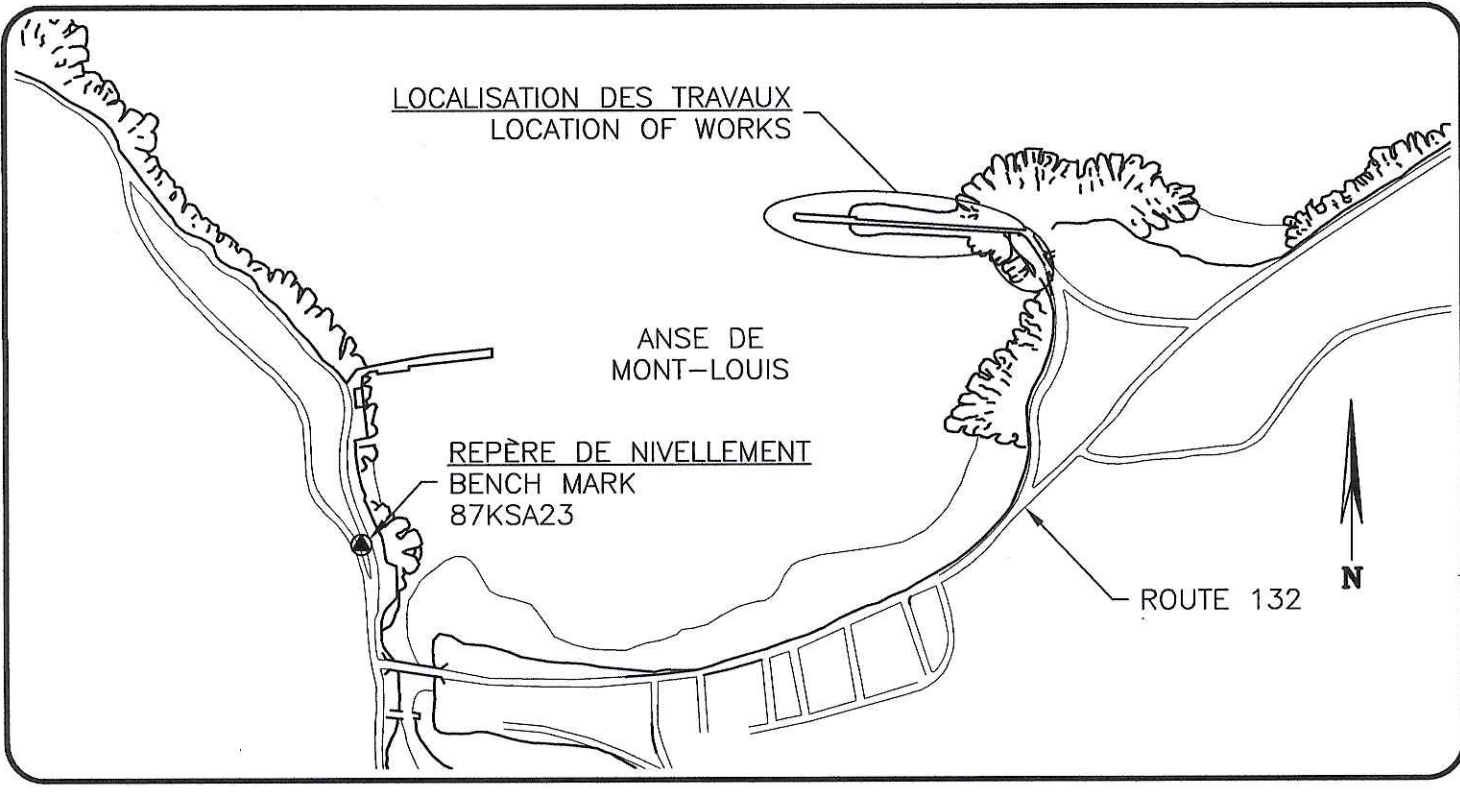 LOCALISATION DES TRAVAUX
LOCATION OF WORKS
ANSE DE
MONT-LOUIS
REPÈRE DE NIVELLEMENT
BENCH MARK
87KSA23
N
ROUTE 132